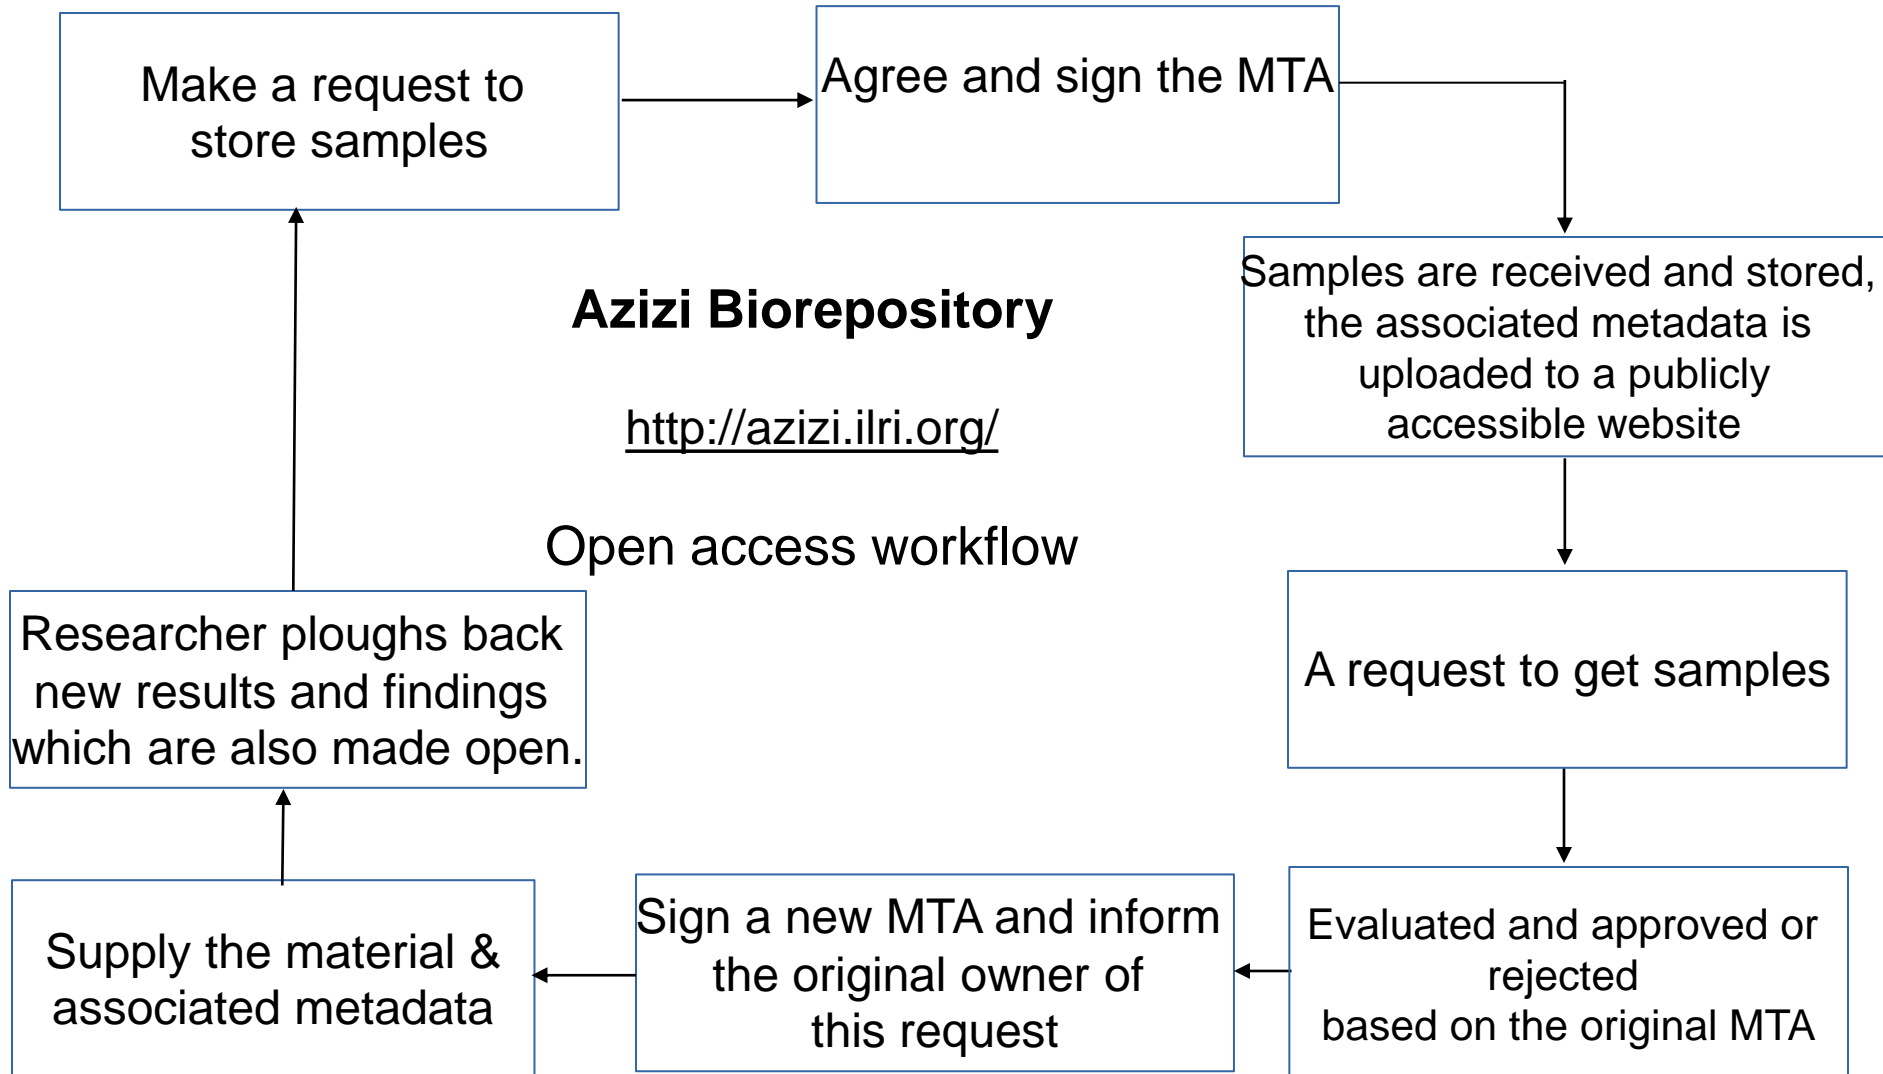 Make a request to
store samples
Agree and sign the MTA
Samples are received and stored,
the associated metadata is
uploaded to a publicly
accessible website
Azizi Biorepository
http://azizi.ilri.org/
Open access workflow
A request to get samples
Evaluated and approved or
rejected
based on the original MTA
Sign a new MTA and inform
the original owner of
this request
Supply the material &
associated metadata
Researcher ploughs back
new results and findings
which are also made open.